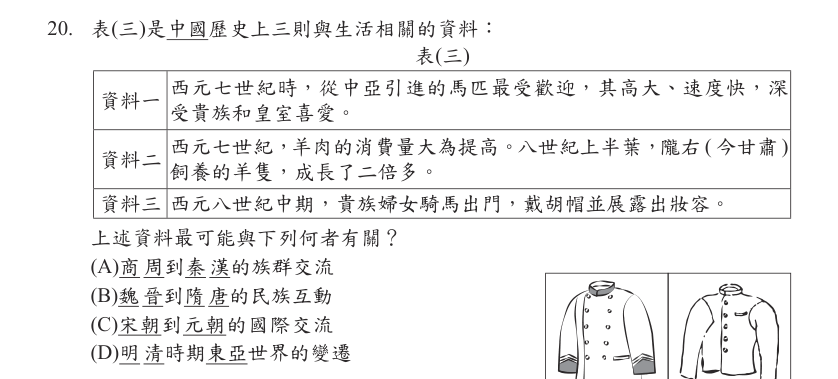 20. 表(三)是中國歷史上三則與生活相關的資料：
表(三)
資料一 西元七世紀時，從中亞引進的馬匹最受歡迎，其高大、速度快，深
受貴族和皇室喜愛。
資料二 西元七世紀，羊肉的消費量大為提高。八世紀上半葉，隴右(今甘肅)
飼養的羊隻，成長了二倍多。
資料三 西元八世紀中期，貴族婦女騎馬出門，戴胡帽並展露出妝容。
上述資料最可能與下列何者有關？
(A)商周到秦漢的族群交流
(B)魏晉到隋唐的民族互動
(C)宋朝到元朝的國際交流
(D)明清時期東亞世界的變遷